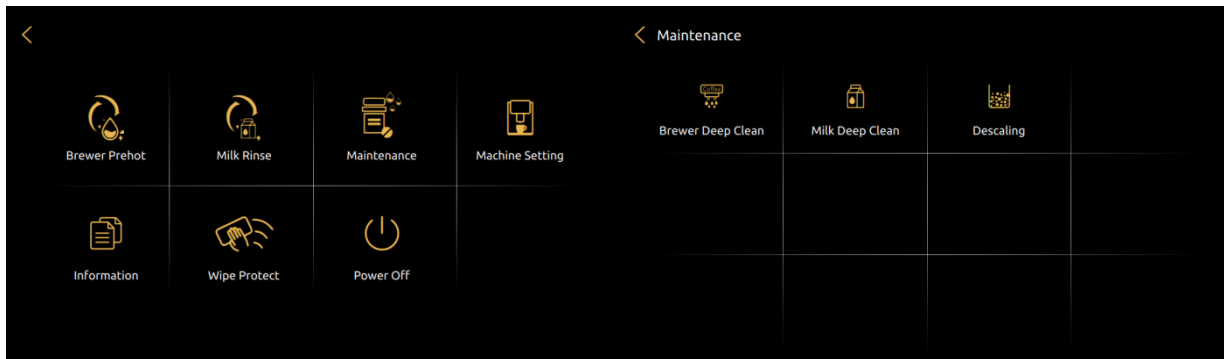 Brewer Prehot
Milk Rinse
Maintenance
Machine Setting
Information
Wipe Protect
Power Off
Maintenance
Coffee
Brewer Deep Clean
Milk Deep Clean
Descaling